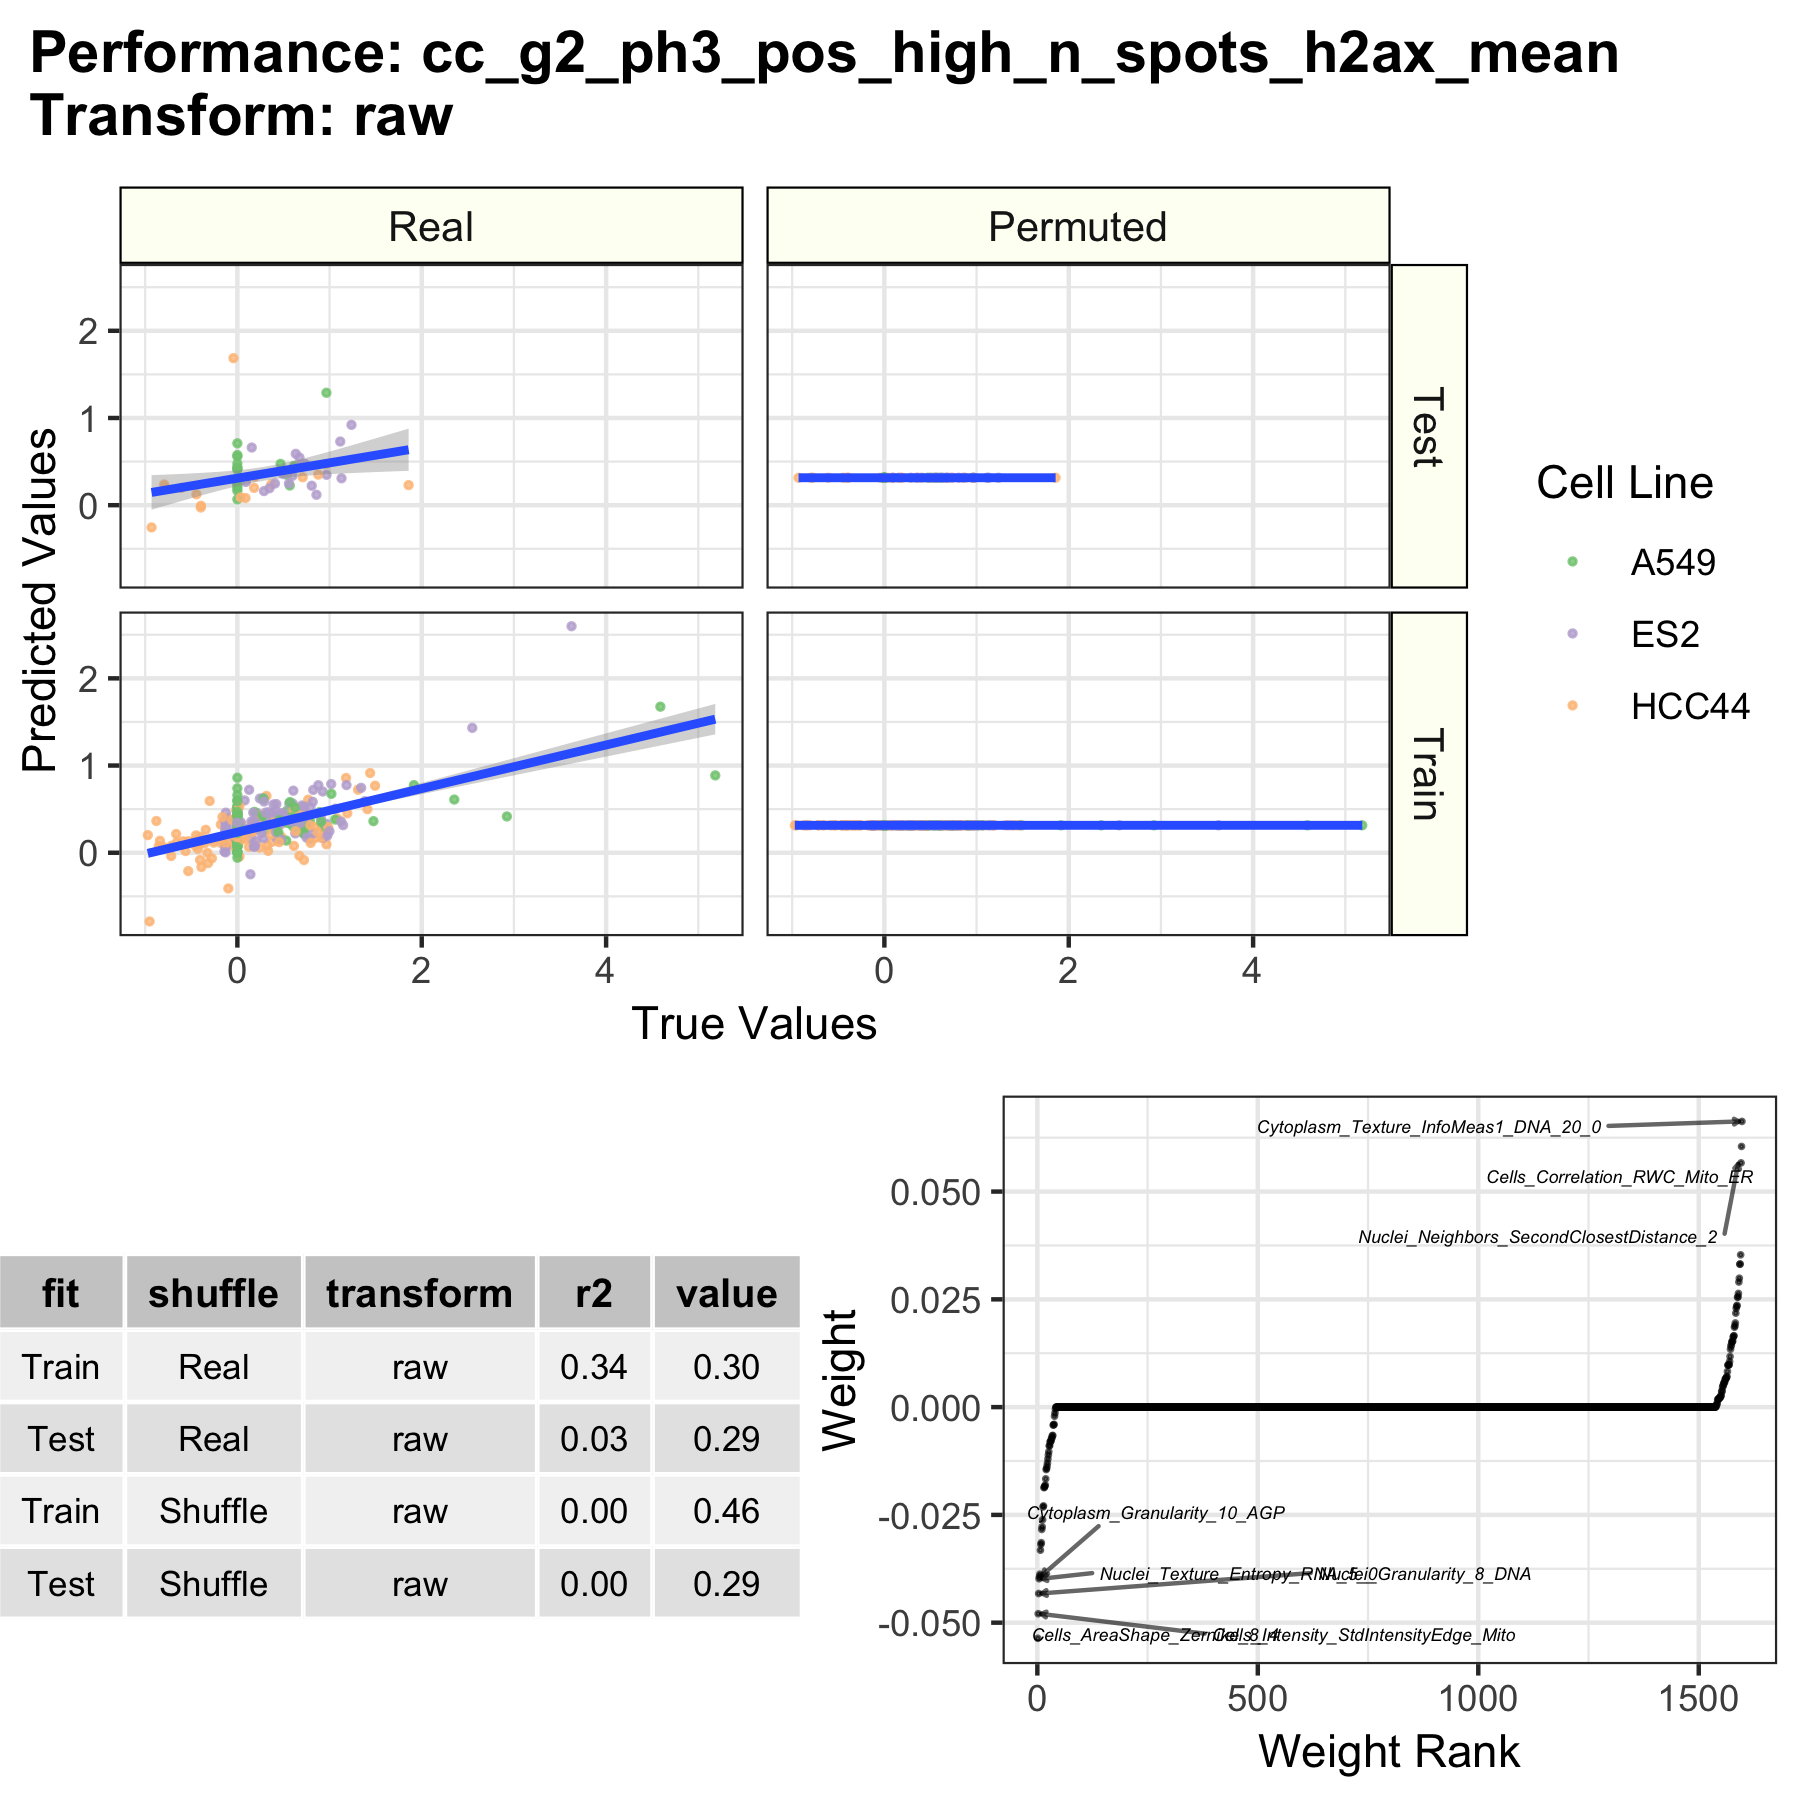 Performance: cc_g2_ph3_pos_high_n_spots_h2ax_mean
Transform: raw
Real
Permuted
Test
Train
2
1
0
2
1
0
Predicted Values
0
2
4
0
2
4
True Values
Cell Line
A549
ES2
HCC44
fit shuffle transform r2 value
Train Real raw 0.34 0.30
Test Real raw 0.03 0.29
Train Shuffle raw 0.00 0.46
Test Shuffle raw 0.00 0.29
Weight
0.050
0.025
0.000
-0.025
-0.050
Cytoplasm_Texture_InfoMeas1_DNA_20_0
Cells_Correlation_RWC_Mito_ER
Nuclei_Neighbors_SecondClosestDistance_2
Cytoplasm_Granularity_10_AGP
Nuclei_Texture_Entropy_RNA_5_0
Nuclei_Granularity_8_DNA
Cells_AreaShape_Zernike_8_4
Cells_Intensity_StdIntensityEdge_Mito
0
500
1000
1500
Weight Rank